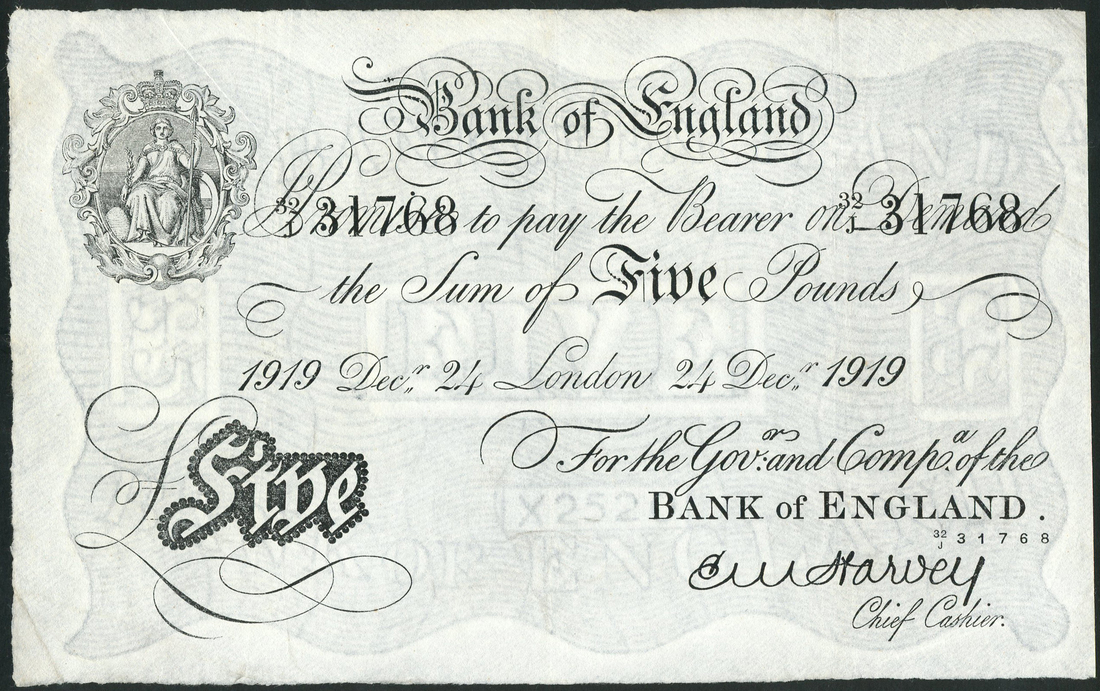 Bank of England
32/J 31768 Promise to pay the Bearer on Demand 32/J 31768
the Sum of Five Pounds
1919 Decr. 24 London 24 Decr. 1919
For the Govr. and Compa. of the
Five
X252
BANK of ENGLAND.
32/J 31768
E M Harvey
Chief Cashier.